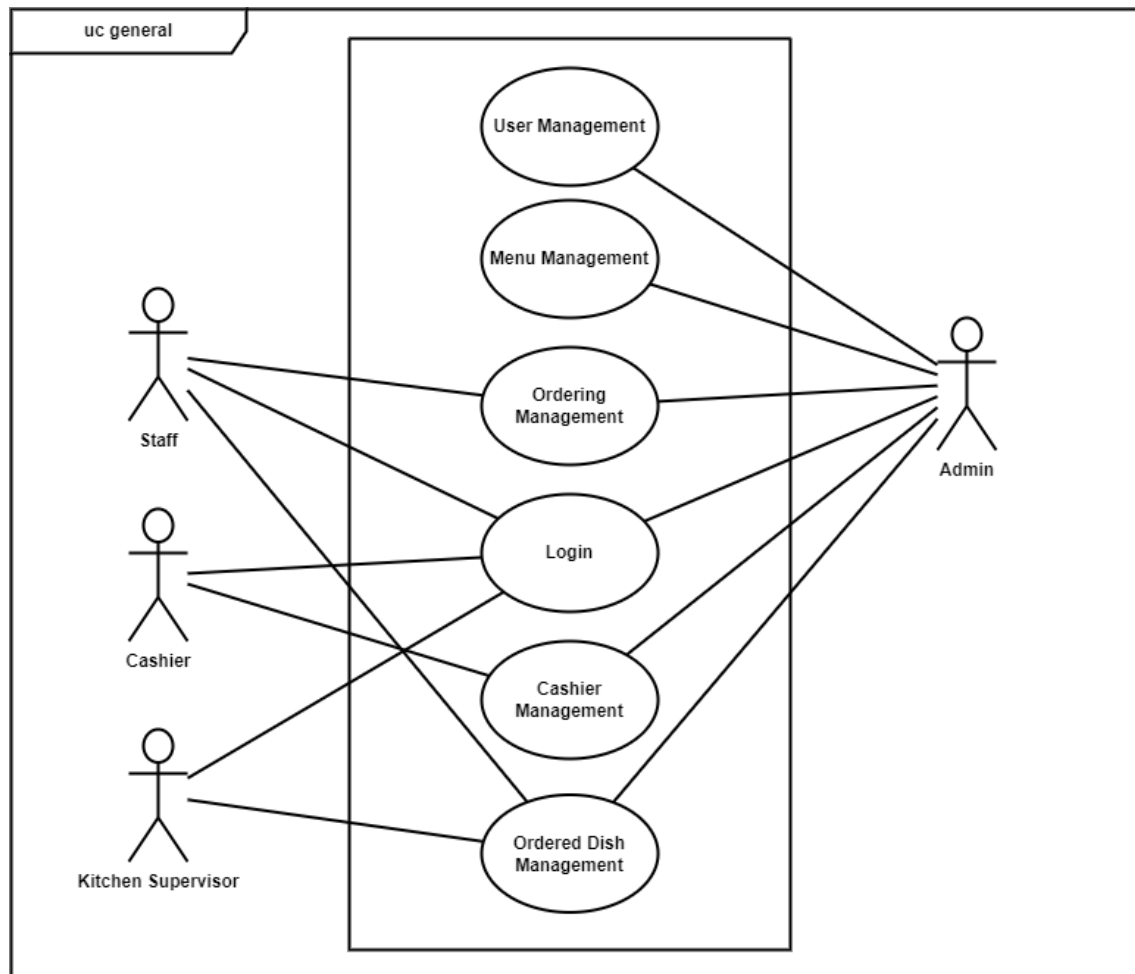 uc general
User Management
Menu Management
Ordering
Management
Staff
Admin
Login
Cashier
Cashier
Management
Ordered Dish
Management
Kitchen Supervisor